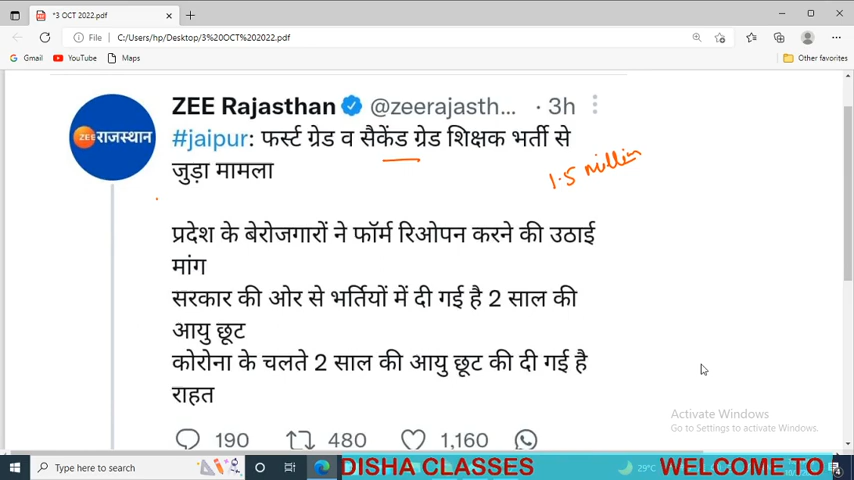 *3 OCT 2022.pdf
File
C:/Users/hp/Desktop/3%20OCT%202022.pdf
Gmail
YouTube
Maps
Other favorites
ZEE Rajasthan @zeerajasth... · 3h
ZEE राजस्थान
#jaipur: फर्स्ट ग्रेड व सैकेंड ग्रेड शिक्षक भर्ती से
जुड़ा मामला
1.5 million
प्रदेश के बेरोजगारों ने फॉर्म रिओपन करने की उठाई
मांग
सरकार की ओर से भर्तियों में दी गई है 2 साल की
आयु छूट
कोरोना के चलते 2 साल की आयु छूट की दी गई है
राहत
190 480 1,160
Activate Windows
Go to Settings to activate Windows.
Type here to search
29°C
DISHA CLASSES WELCOME TO